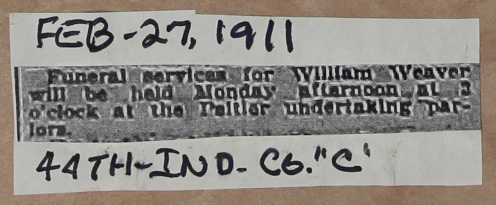 FEB-27, 1911
Funeral services for William Weaver
will be held Monday afternoon at 2
o'clock at the Peltier undertaking par-
lors.
44TH-IND. CO. "C'